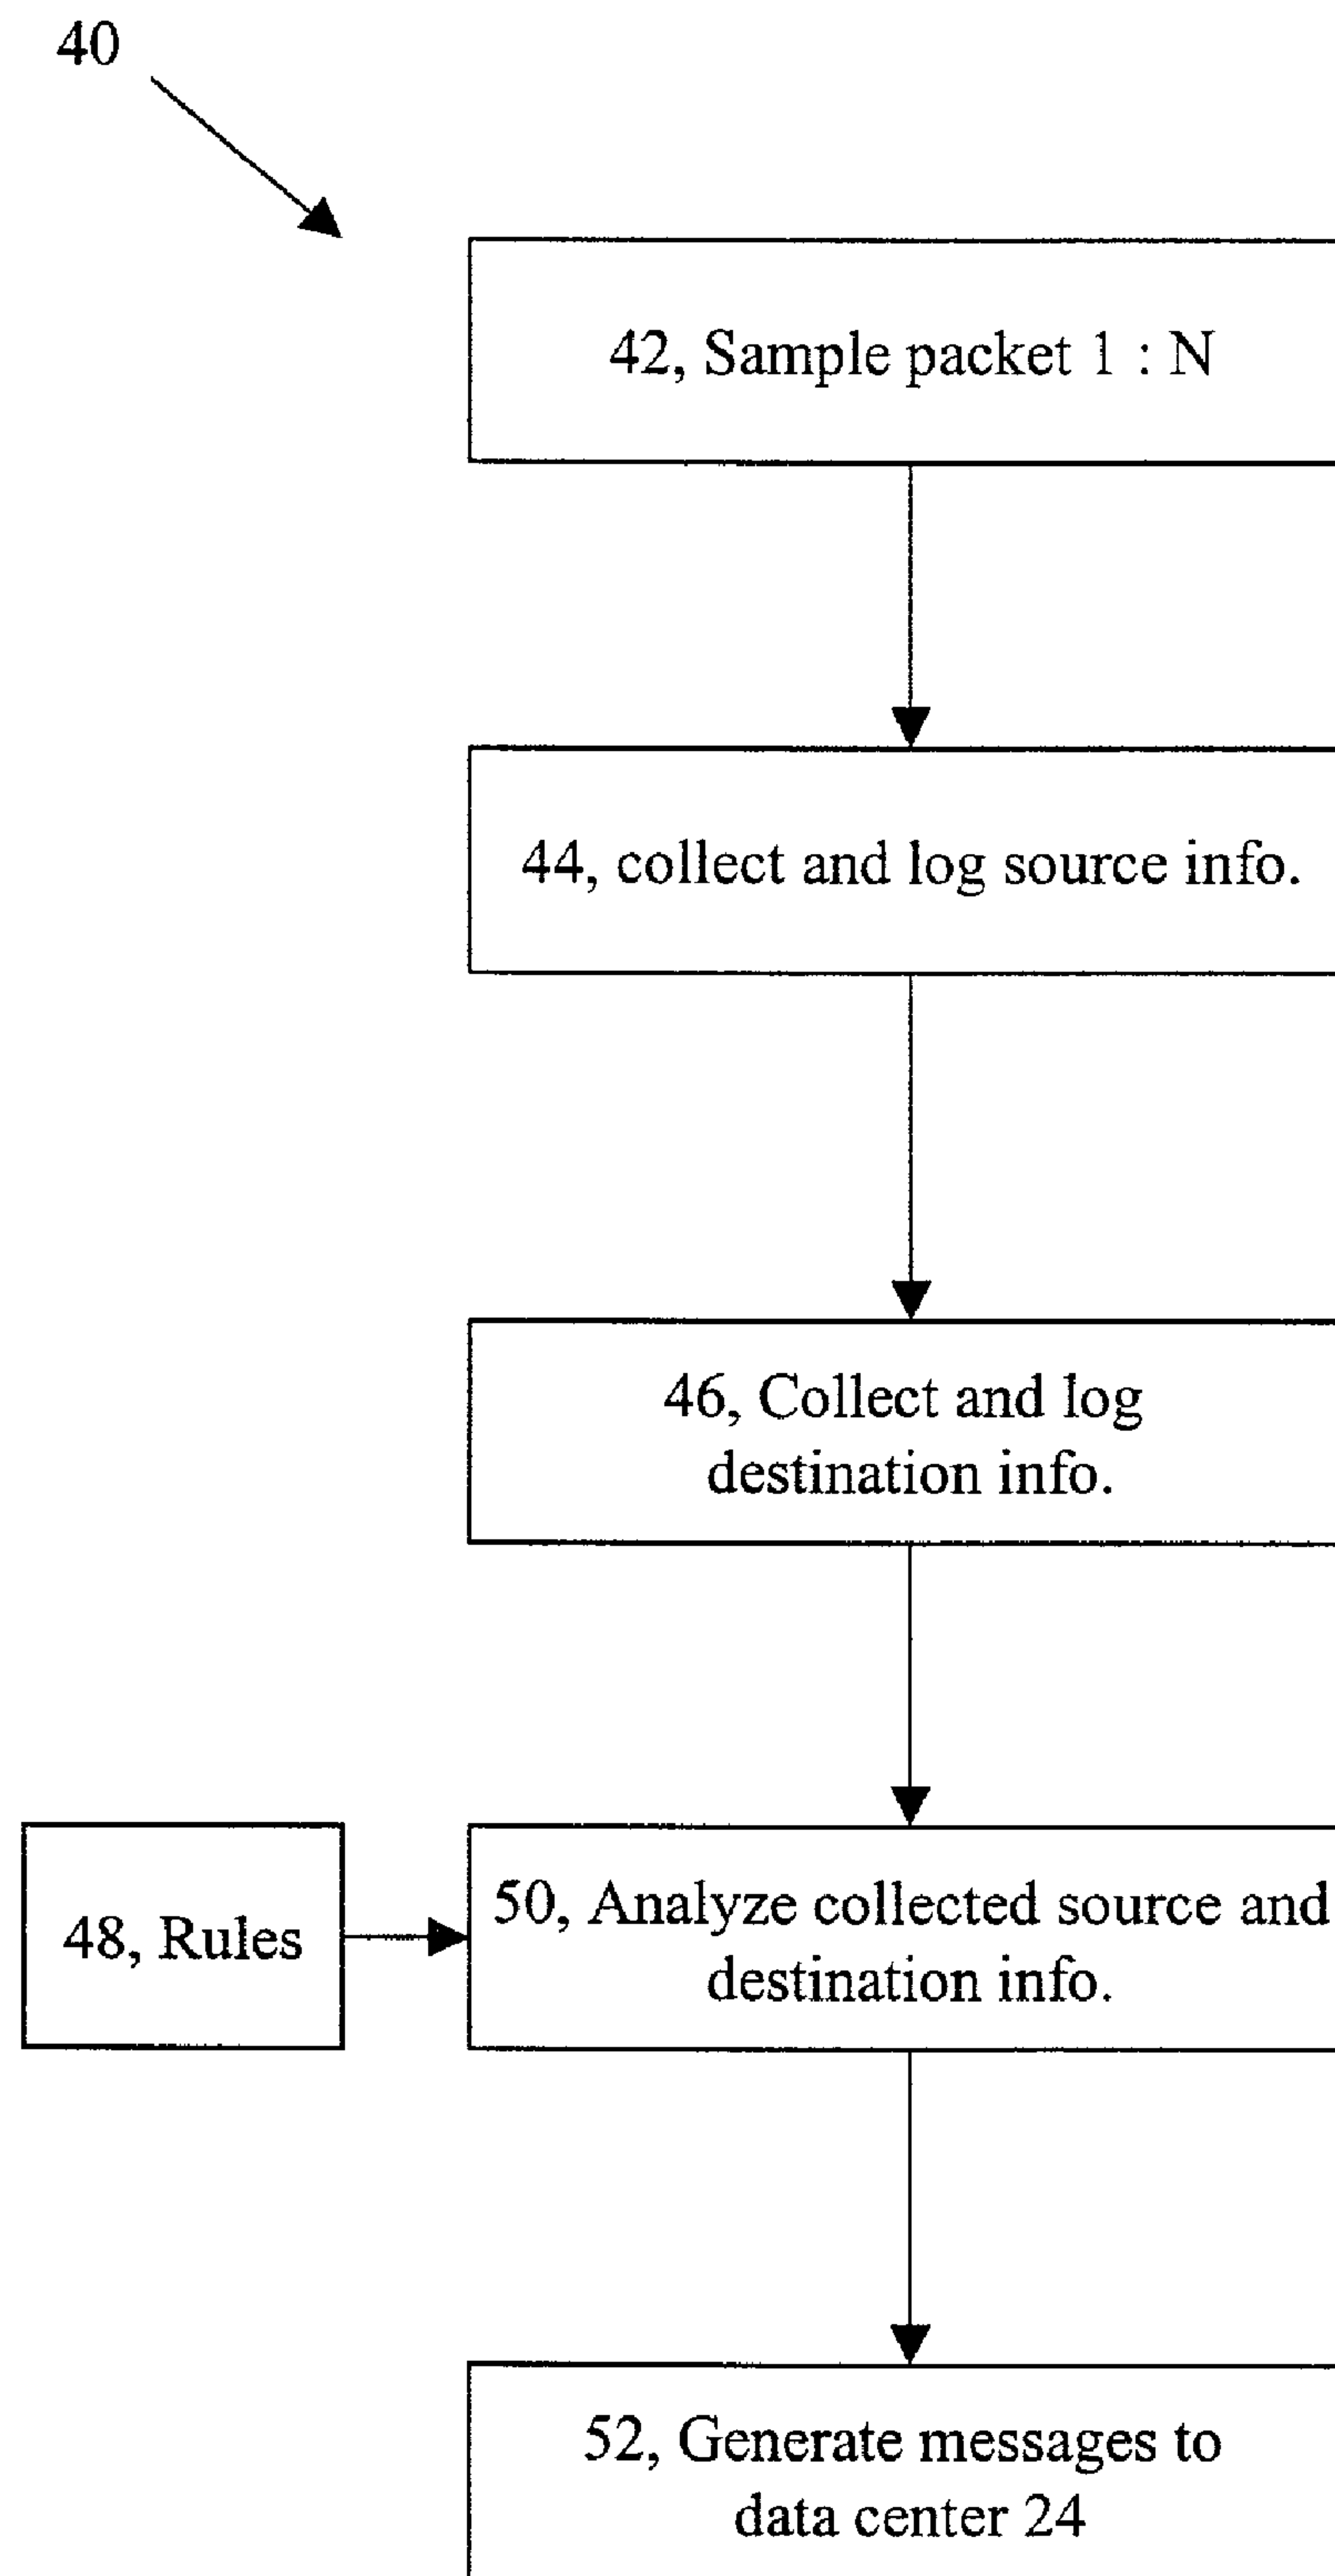 40
42, Sample packet 1 : N
44, collect and log source info.
46, Collect and log
destination info.
48, Rules
50, Analyze collected source and
destination info.
52, Generate messages to
data center 24